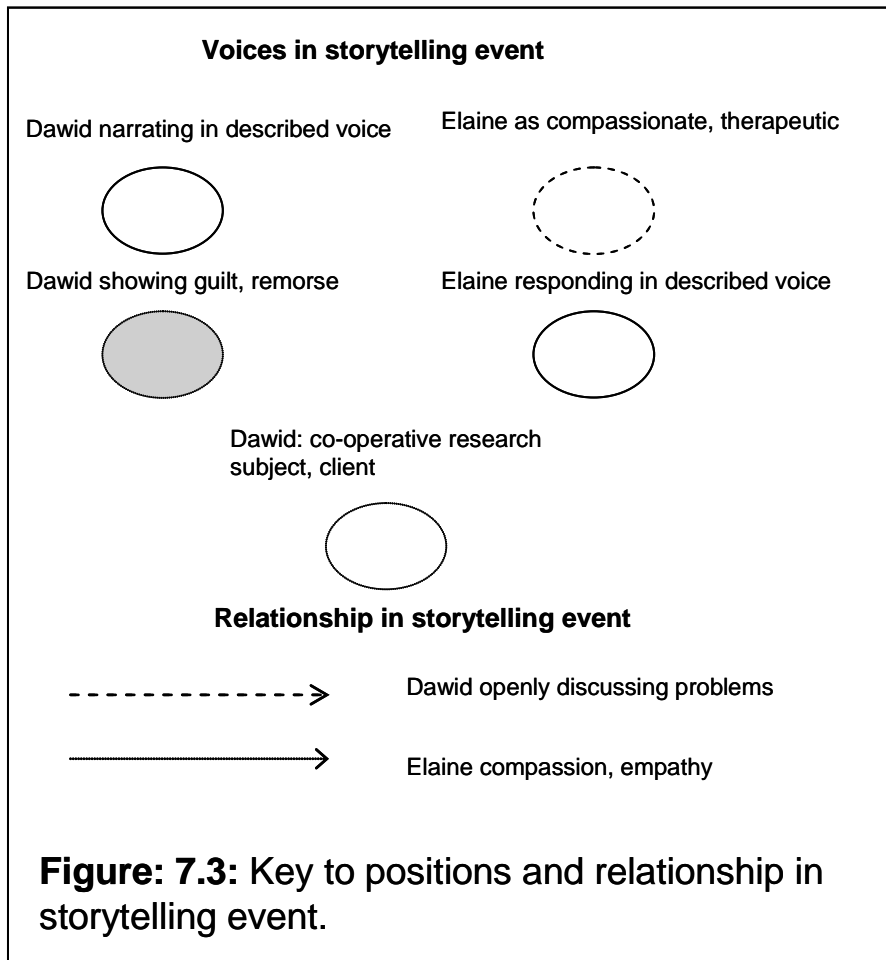 Voices in storytelling event
Dawid narrating in described voice
Elaine as compassionate, therapeutic
Dawid showing guilt, remorse
Elaine responding in described voice
Dawid: co-operative research
subject, client
Relationship in storytelling event
Dawid openly discussing problems
Elaine compassion, empathy
Figure: 7.3: Key to positions and relationship in
storytelling event.